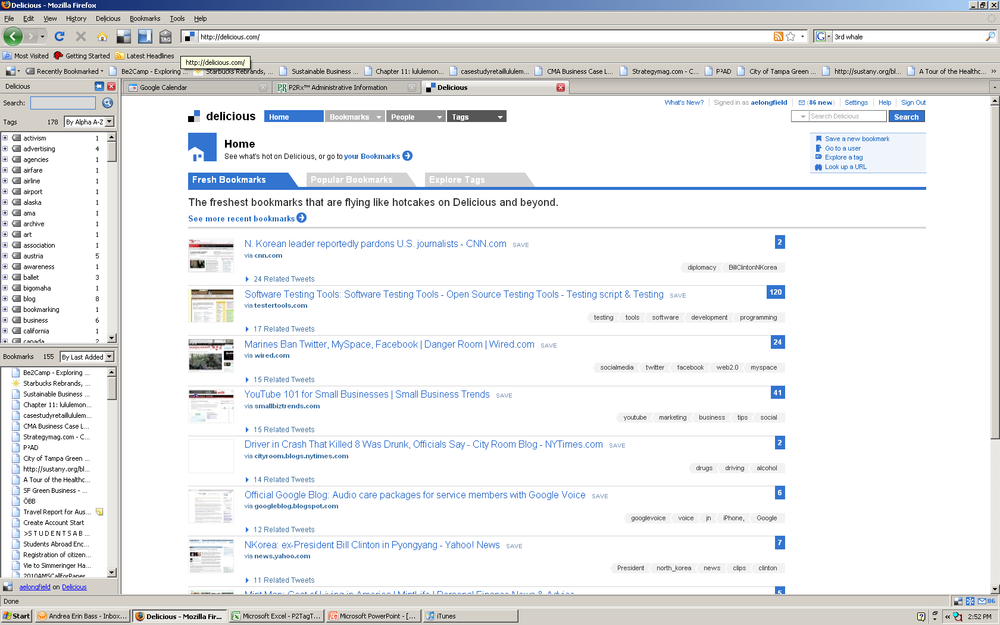 Delicious - Mozilla Firefox
File Edit View History Delicious Bookmarks Tools Help
TAG
http://delicious.com/
3rd whale
Most Visited Getting Started Latest Headlines
http://delicious.com/
Recently Bookmarked Be2Camp - Exploring ... Starbucks Rebrands, ... Sustainable Business ... Chapter 11: lululemon... casestudyretaillululem... CMA Business Case L... Strategymag.com - C... P²AD City of Tampa Green ... http://sustany.org/bl... A Tour of the Healthc... »
Delicious
Google Calendar P2Rx™ Administrative Information Delicious
Search:
Tags 178 By Alpha A-Z
activism 1
advertising 4
agencies 1
airfare 1
airline 1
airport 1
alaska 1
ama 1
archive 1
art 1
association 1
austria 5
awareness 1
ballet 3
bigomaha 1
blog 8
bookmarking 1
business 6
california 1
canada 2
Bookmarks 155 By Last Added
Be2Camp - Exploring ...
Starbucks Rebrands, ...
Sustainable Business ...
Chapter 11: lululemon...
casestudyretaillululem...
CMA Business Case L...
Strategymag.com - C...
P²AD
City of Tampa Green ...
http://sustany.org/bl...
A Tour of the Healthc...
SF Green Business - ...
ÖBB
Travel Report for Aus...
Create Account Start
>S T U D E N T S A B ...
Students Abroad Enc...
Registration of citizen...
Vie to Simmeringer Ha...
2010AMSCallforPaper
aelongfield on Delicious
What's New? Signed in as aelongfield (86 new) Settings Help Sign Out
delicious Home Bookmarks People Tags
Search Delicious Search
Home
See what's hot on Delicious, or go to your Bookmarks
Save a new bookmark
Go to a user
Explore a tag
Look up a URL
Fresh Bookmarks Popular Bookmarks Explore Tags
The freshest bookmarks that are flying like hotcakes on Delicious and beyond.
See more recent bookmarks
N. Korean leader reportedly pardons U.S. journalists - CNN.com SAVE 2
via cnn.com
diplomacy BillClintonNKorea
24 Related Tweets
Software Testing Tools: Software Testing Tools - Open Source Testing Tools - Testing script & Testing SAVE 120
via testertools.com
testing tools software development programming
17 Related Tweets
Marines Ban Twitter, MySpace, Facebook | Danger Room | Wired.com SAVE 24
via wired.com
socialmedia twitter facebook web2.0 myspace
15 Related Tweets
YouTube 101 for Small Businesses | Small Business Trends SAVE 41
via smallbiztrends.com
youtube marketing business tips social
15 Related Tweets
Driver in Crash That Killed 8 Was Drunk, Officials Say - City Room Blog - NYTimes.com SAVE 2
via cityroom.blogs.nytimes.com
drugs driving alcohol
14 Related Tweets
Official Google Blog: Audio care packages for service members with Google Voice SAVE 6
via googleblog.blogspot.com
googlevoice voice jn iPhone, Google
12 Related Tweets
NKorea: ex-President Bill Clinton in Pyongyang - Yahoo! News SAVE 7
via news.yahoo.com
President north_korea news clips clinton
11 Related Tweets
Mint Map: Cost of Living in America | MintLife | Personal Finance News & Advice 5
Done 86
Start Andrea Erin Bass - Inbox... Delicious - Mozilla Fir... Microsoft Excel - P2TagT... Microsoft PowerPoint - [... iTunes 2:52 PM